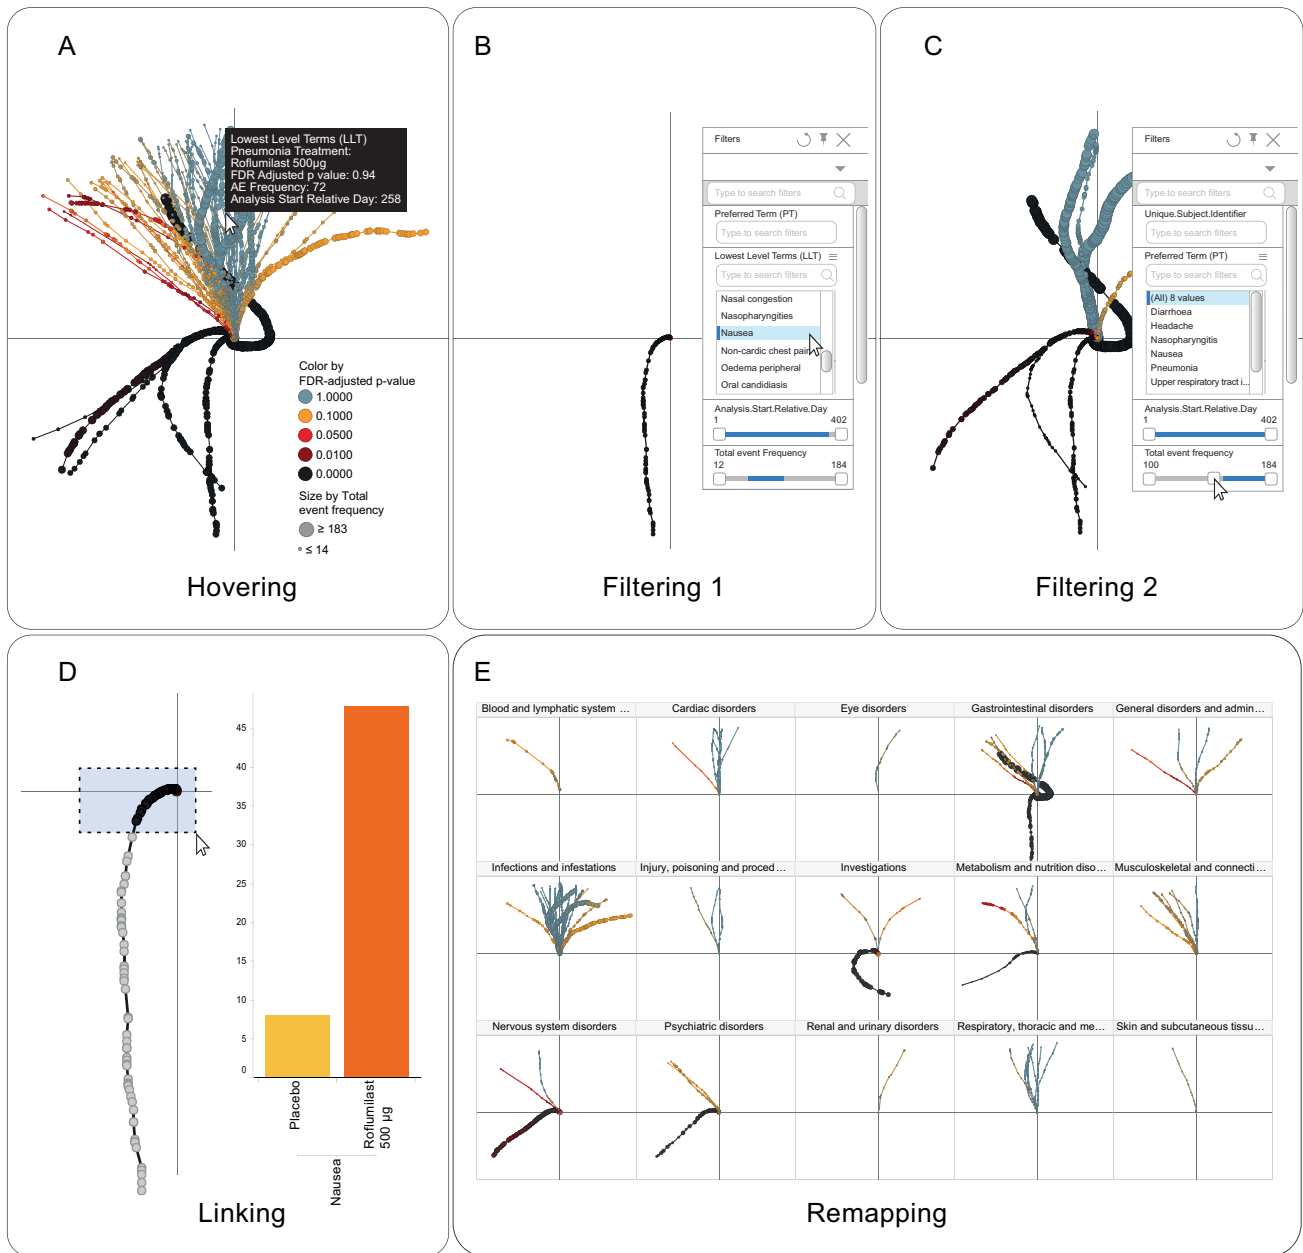 A
Lowest Level Terms (LLT)
Pneumonia Treatment:
Roflumilast 500µg
FDR Adjusted p value: 0.94
AE Frequency: 72
Analysis Start Relative Day: 258
Color by
FDR-adjusted p-value
1.0000
0.1000
0.0500
0.0100
0.0000
Size by Total
event frequency
≥ 183
≤ 14
Hovering
B
Filters
Type to search filters
Preferred Term (PT)
Type to search filters
Lowest Level Terms (LLT)
Type to search filters
Nasal congestion
Nasopharyngities
Nausea
Non-cardic chest pain
Oedema peripheral
Oral candidiasis
Analysis.Start.Relative.Day
1 402
Total event Frequency
12 184
Filtering 1
C
Filters
Type to search filters
Unique.Subject.Identifier
Type to search filters
Preferred Term (PT)
Type to search filters
(All) 8 values
Diarrhoea
Headache
Nasopharyngitis
Nausea
Pneumonia
Upper respiratory tract i...
Analysis.Start.Relative.Day
1 402
Total event frequency
100 184
Filtering 2
D
45
40
35
30
25
20
15
10
5
0
Placebo
Roflumilast
500 µg
Nausea
Linking
E
Blood and lymphatic system ...
Cardiac disorders
Eye disorders
Gastrointestinal disorders
General disorders and admin...
Infections and infestations
Injury, poisoning and proced...
Investigations
Metabolism and nutrition diso...
Musculoskeletal and connecti...
Nervous system disorders
Psychiatric disorders
Renal and urinary disorders
Respiratory, thoracic and me...
Skin and subcutaneous tissu...
Remapping